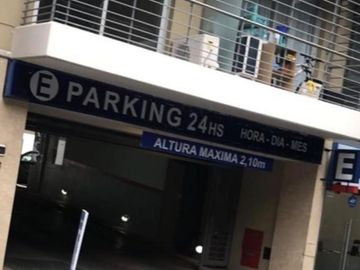 E PARKING 24HS HORA - DIA - MES
ALTURA MAXIMA 2,10m
E